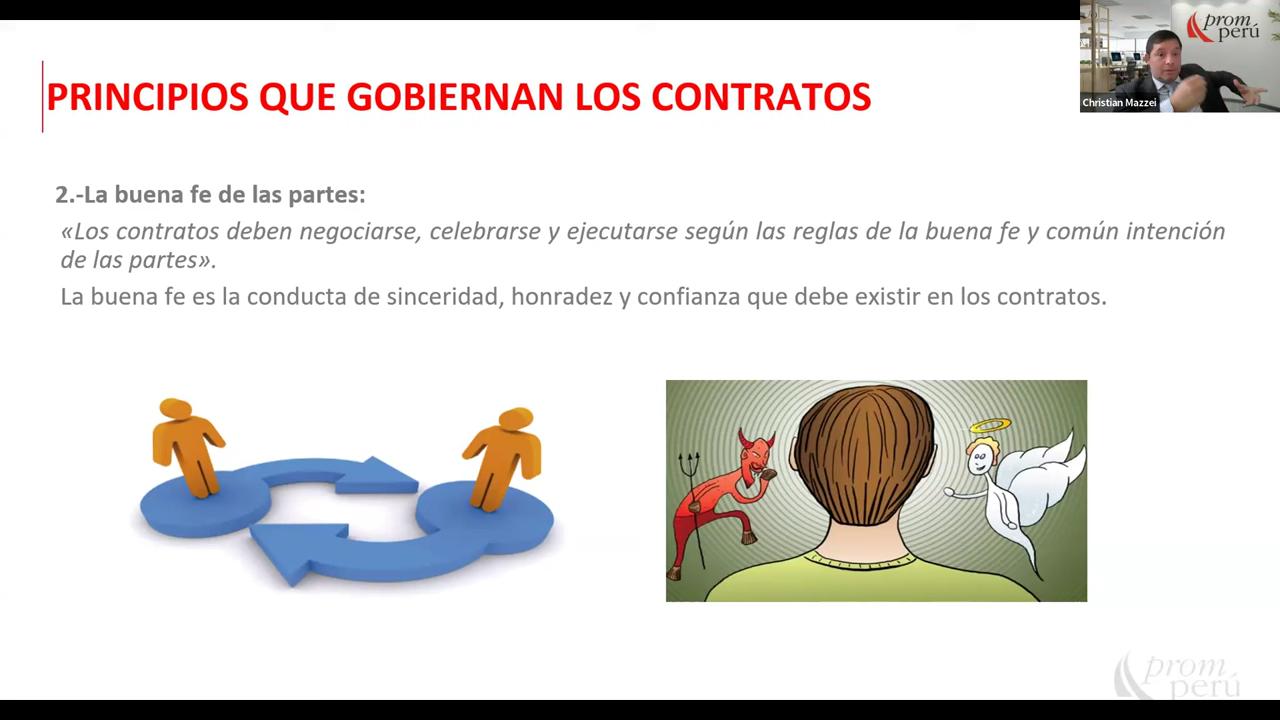 prom
perú
Christian Mazzei
PRINCIPIOS QUE GOBIERNAN LOS CONTRATOS
2.-La buena fe de las partes:
«Los contratos deben negociarse, celebrarse y ejecutarse según las reglas de la buena fe y común intención
de las partes».
La buena fe es la conducta de sinceridad, honradez y confianza que debe existir en los contratos.
prom
perú